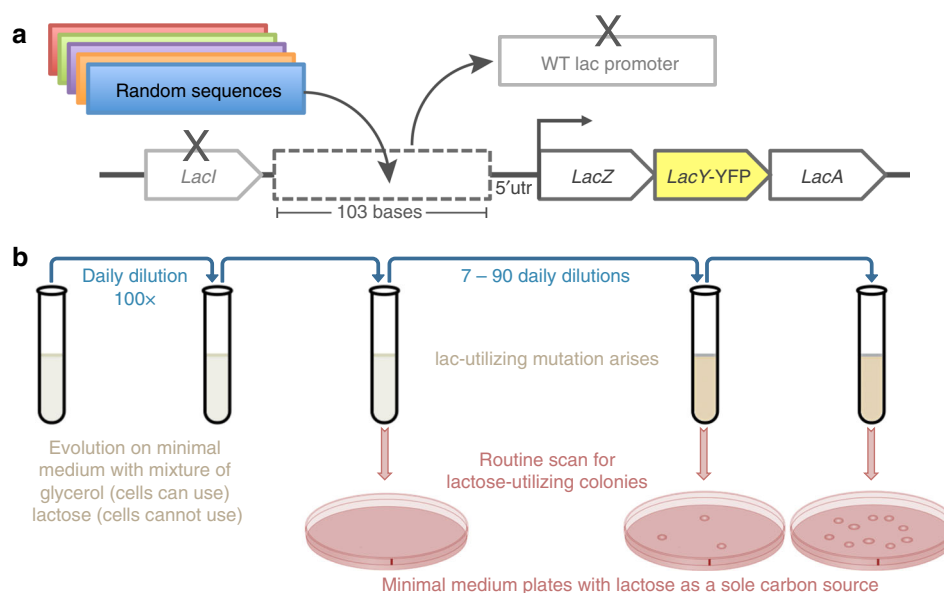 a
WT lac promoter
Random sequences
LacI
5'utr
LacZ
LacY-YFP
LacA
103 bases
b
Daily dilution
100×
7 – 90 daily dilutions
lac-utilizing mutation arises
Evolution on minimal
medium with mixture of
glycerol (cells can use)
lactose (cells cannot use)
Routine scan for
lactose-utilizing colonies
Minimal medium plates with lactose as a sole carbon source